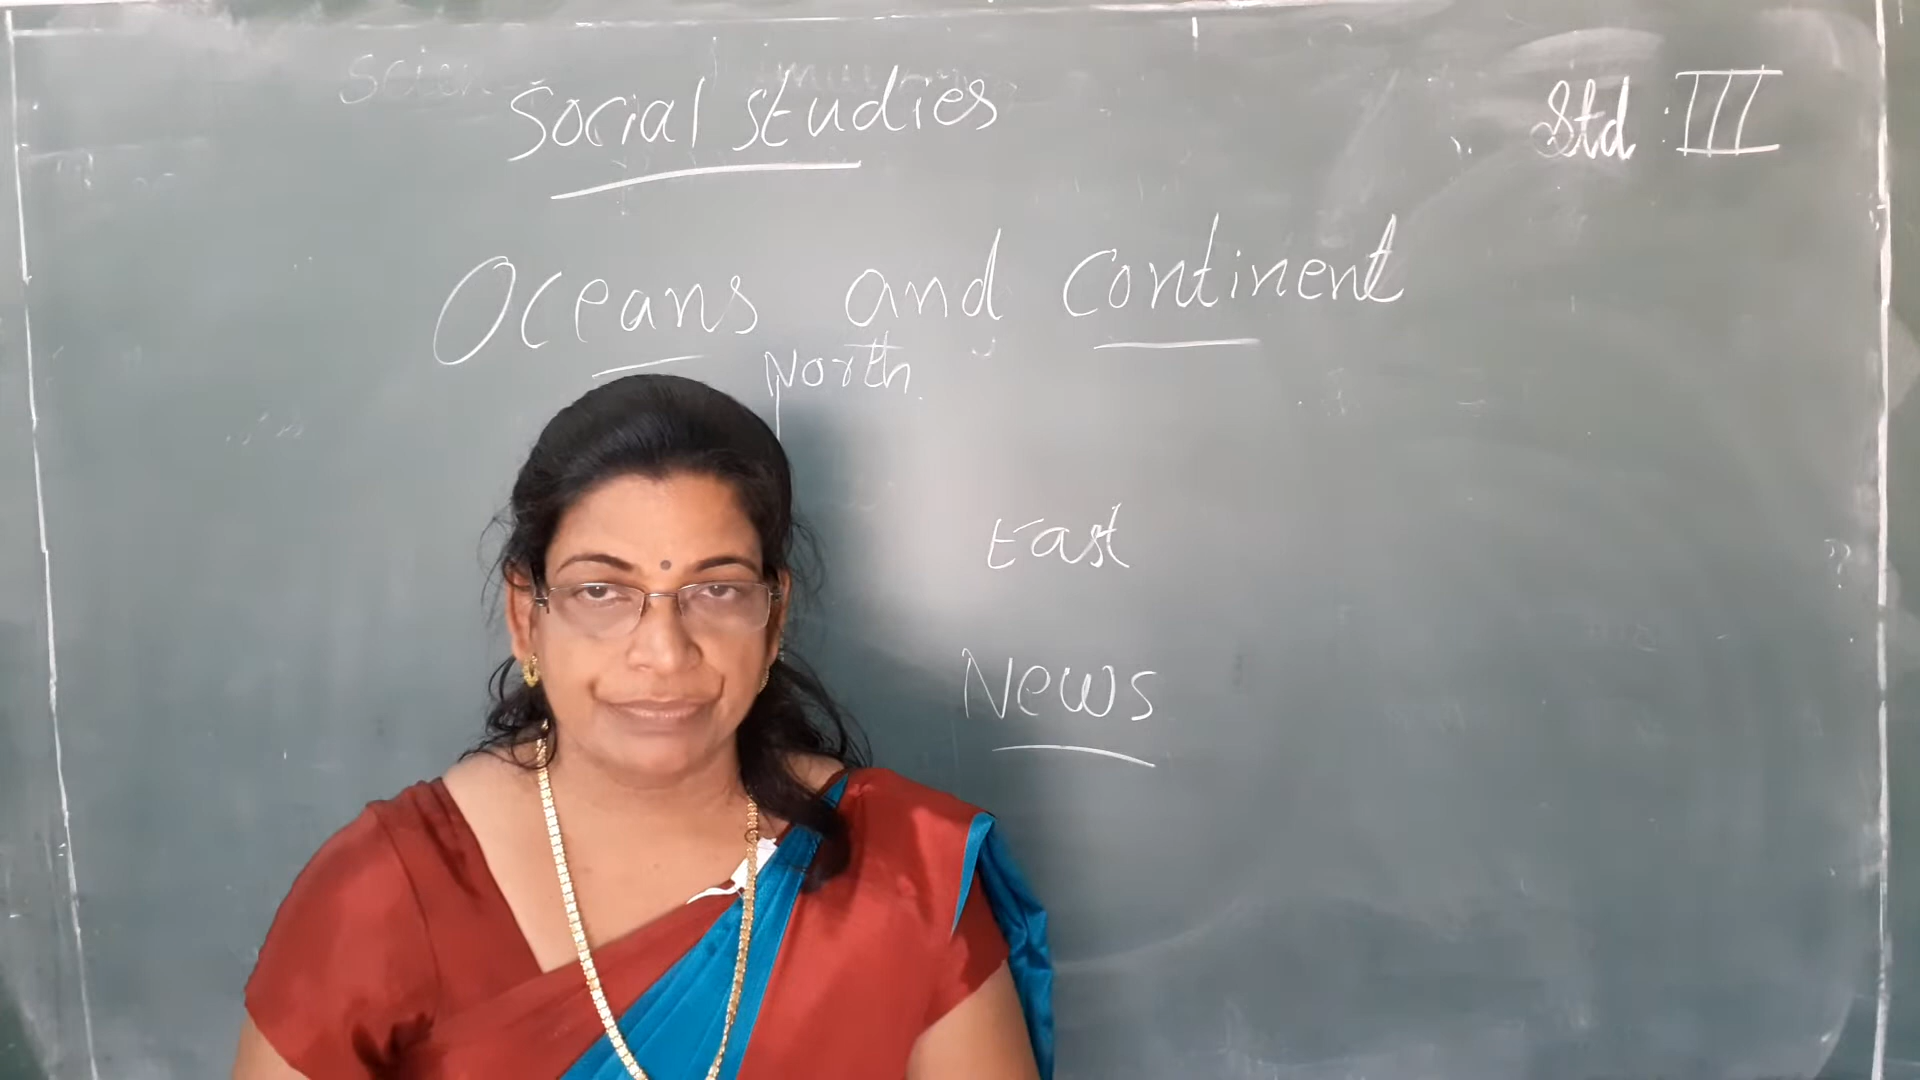 Social studies
Std : III
Oceans and continent
North
East
News